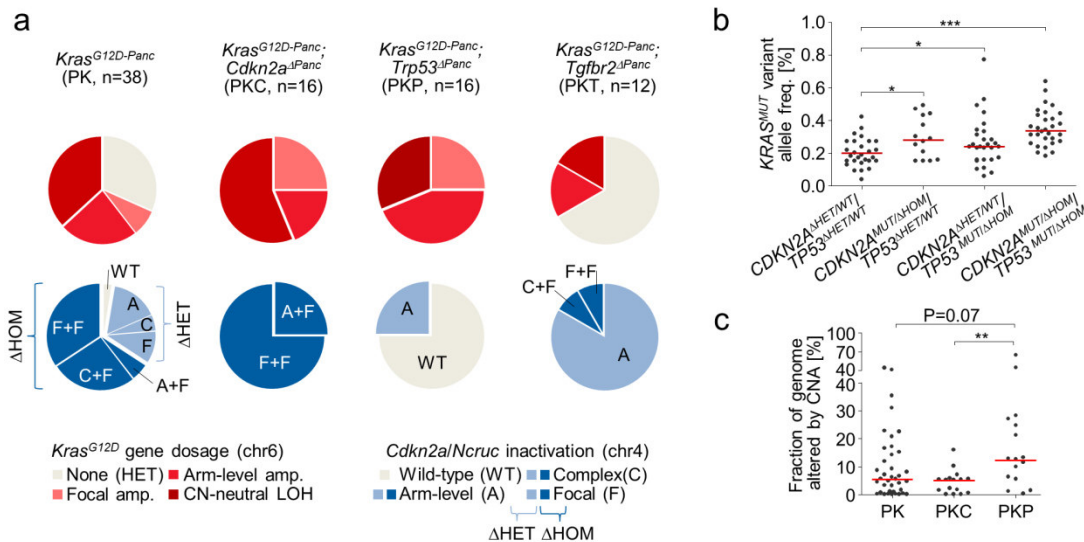 a
Kras^G12D-Panc
(PK, n=38)
Kras^G12D-Panc;
Cdkn2a^ΔPanc
(PKC, n=16)
Kras^G12D-Panc;
Trp53^ΔPanc
(PKP, n=16)
Kras^G12D-Panc;
Tgfbr2^ΔPanc
(PKT, n=12)
WT
ΔHOM
F+F
A
C
F
ΔHET
C+F
A+F
A+F
F+F
A
WT
F+F
C+F
A
Kras^G12D gene dosage (chr6)
None (HET)
Arm-level amp.
Focal amp.
CN-neutral LOH
Cdkn2a/Ncruc inactivation (chr4)
Wild-type (WT)
Complex(C)
Arm-level (A)
Focal (F)
ΔHET ΔHOM
b
KRAS^MUT variant
allele freq. [%]
1.0
0.8
0.6
0.4
0.2
0.0
***
*
*
CDKN2A^ΔHET/WT/
TP53^ΔHET/WT
CDKN2A^MUT/ΔHOM/
TP53^ΔHET/WT
CDKN2A^ΔHET/WT/
TP53^MUT/ΔHOM
CDKN2A^MUT/ΔHOM/
TP53^MUT/ΔHOM
c
Fraction of genome
altered by CNA [%]
100
70
40
30
20
10
0
P=0.07
**
PK
PKC
PKP